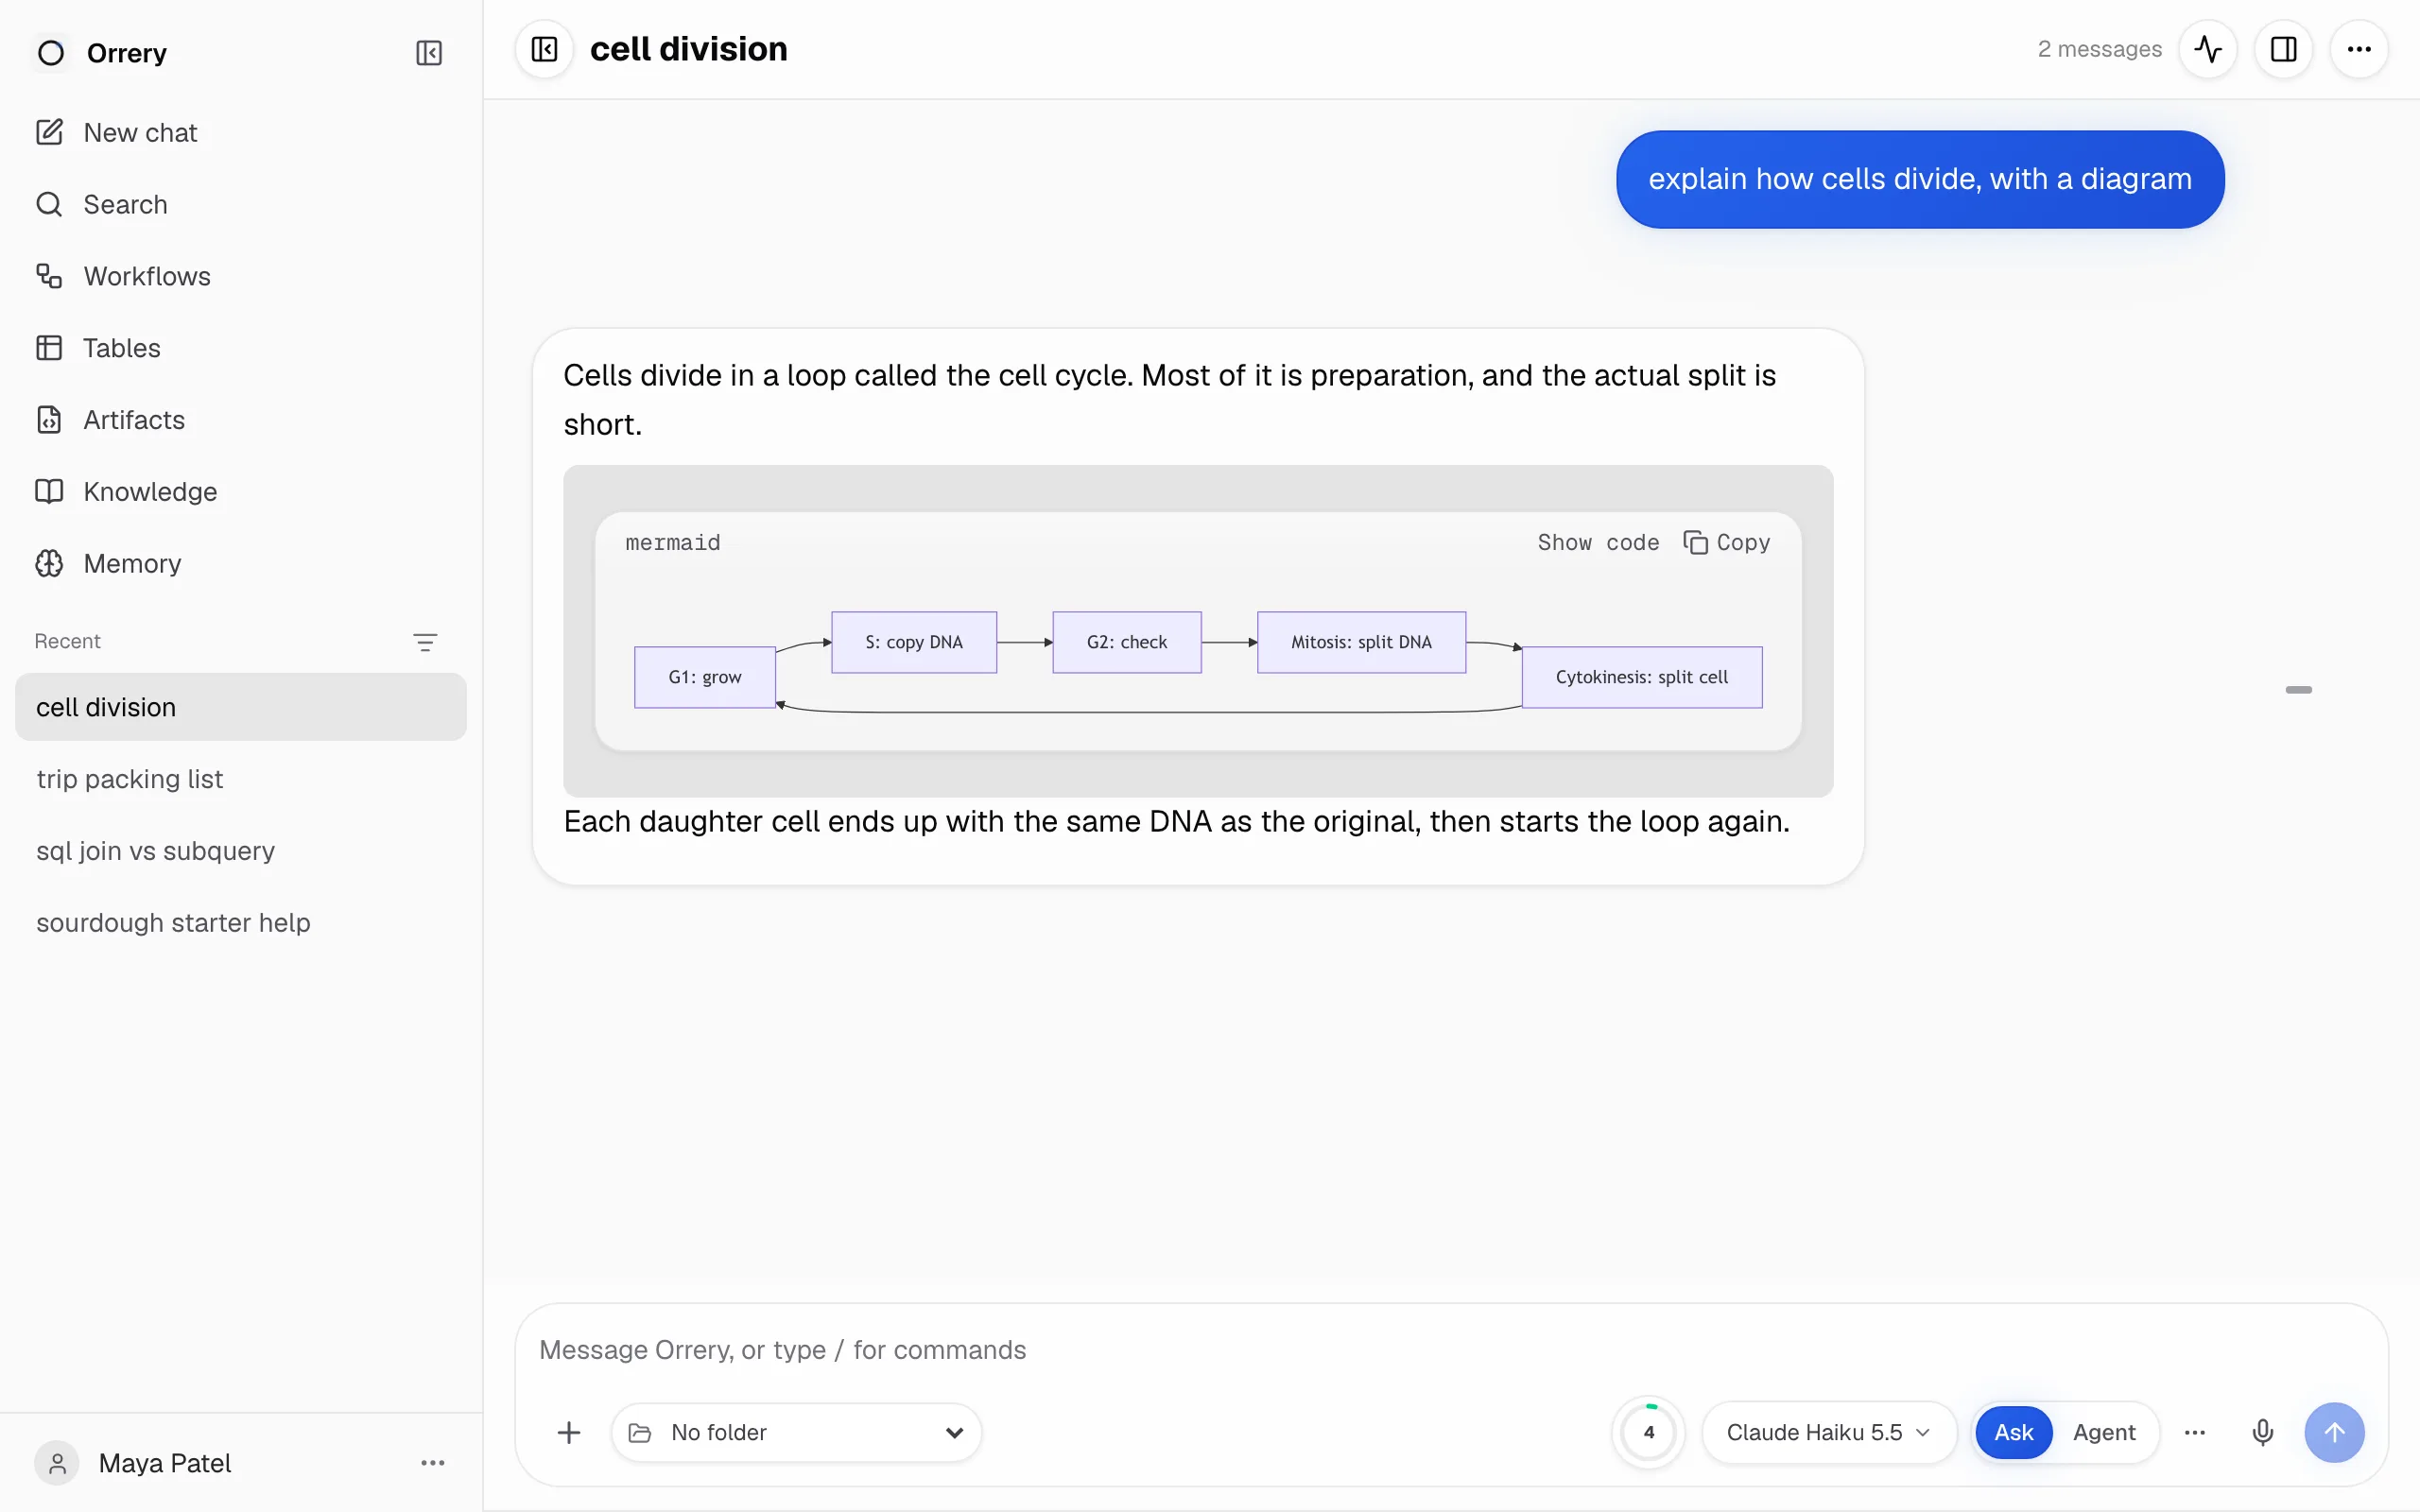 Orrery
New chat
Search
Workflows
Tables
Artifacts
Knowledge
Memory
Recent
cell division
trip packing list
sql join vs subquery
sourdough starter help
Maya Patel
cell division
2 messages
explain how cells divide, with a diagram
Cells divide in a loop called the cell cycle. Most of it is preparation, and the actual split is
short.
mermaid
Show code
Copy
G1: grow
S: copy DNA
G2: check
Mitosis: split DNA
Cytokinesis: split cell
Each daughter cell ends up with the same DNA as the original, then starts the loop again.
Message Orrery, or type / for commands
No folder
4
Claude Haiku 5.5
Ask
Agent